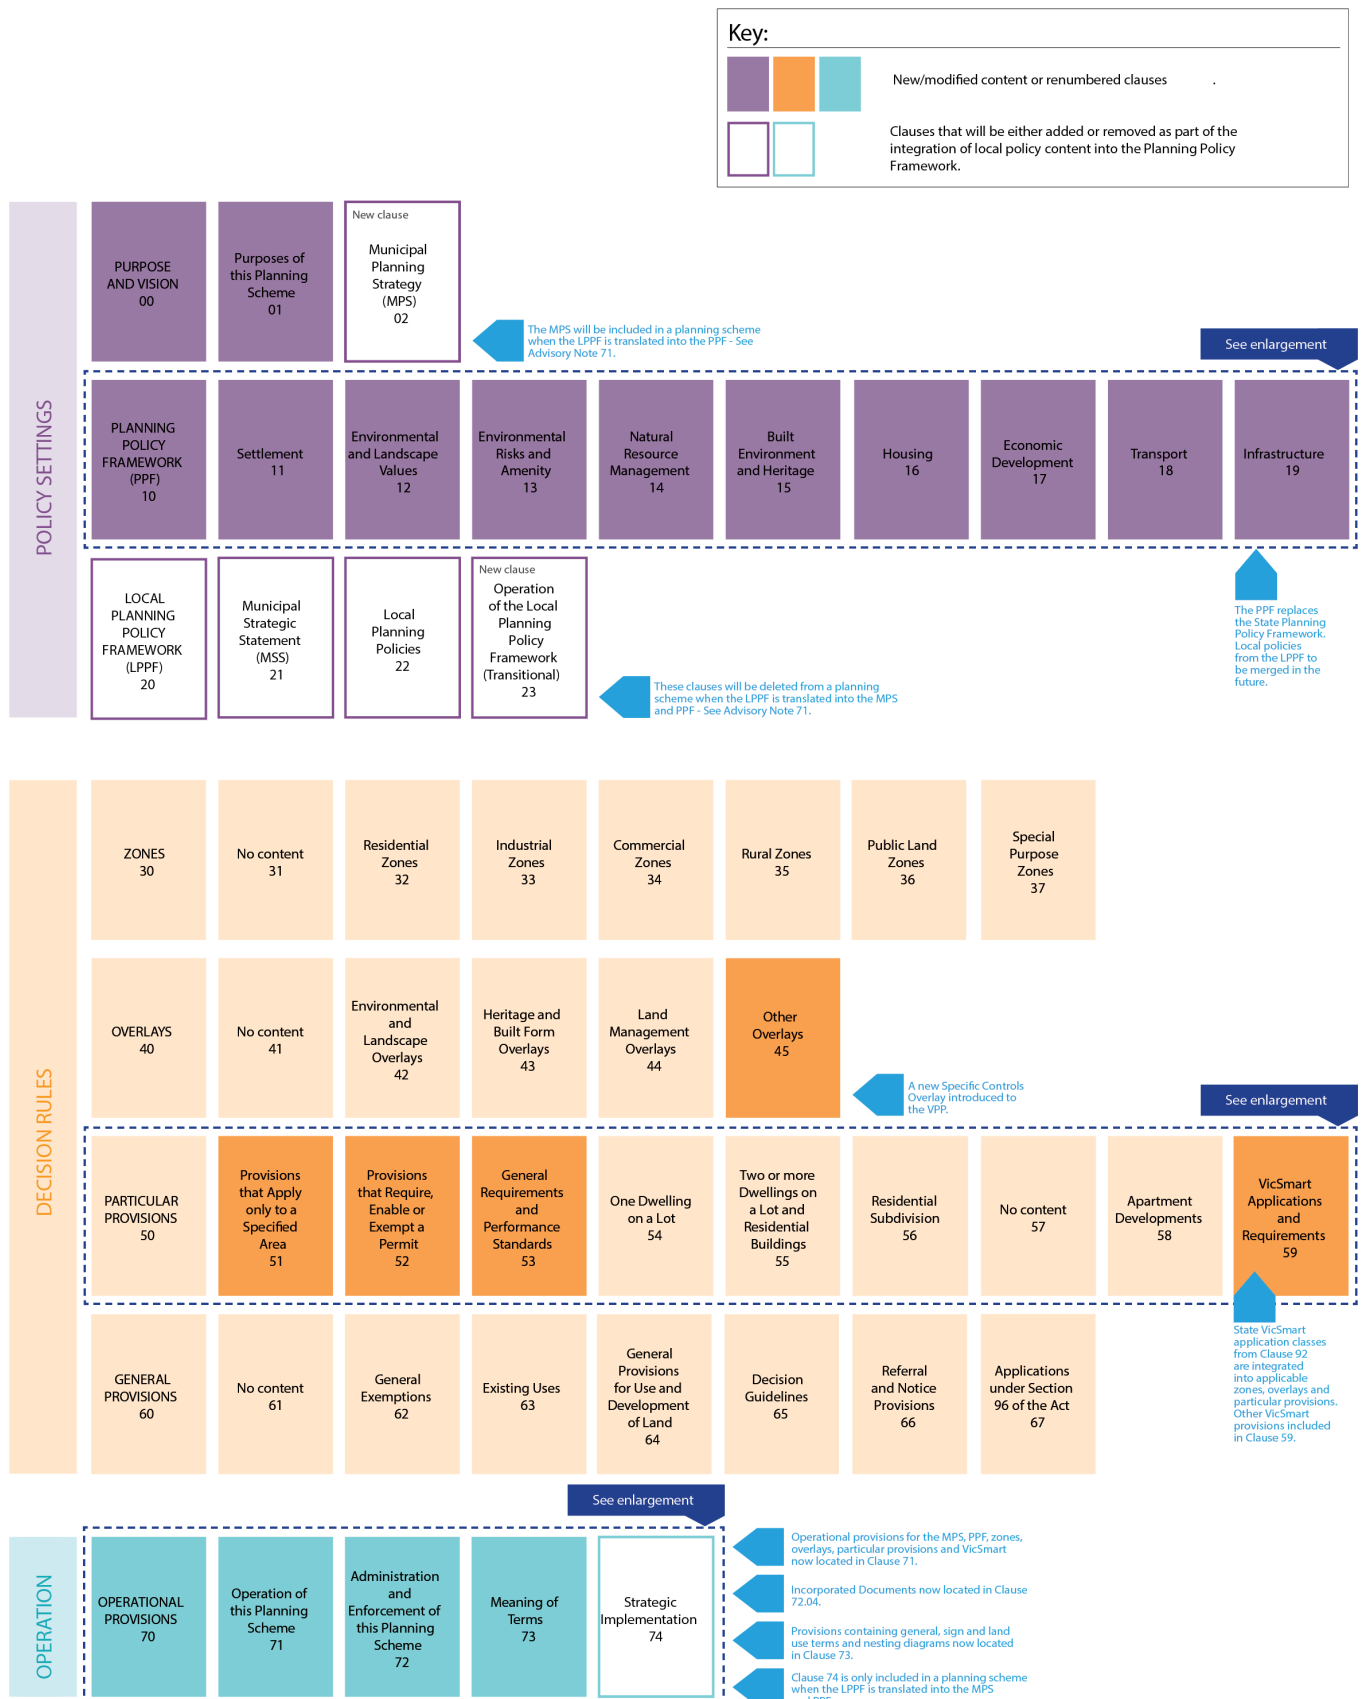 Key:
New/modified content or renumbered clauses .
Clauses that will be either added or removed as part of the
integration of local policy content into the Planning Policy
Framework.
POLICY SETTINGS
PURPOSE
AND VISION
00
Purposes of
this Planning
Scheme
01
New clause
Municipal
Planning
Strategy
(MPS)
02
The MPS will be included in a planning scheme
when the LPPF is translated into the PPF - See
Advisory Note 71.
See enlargement
PLANNING
POLICY
FRAMEWORK
(PPF)
10
Settlement
11
Environmental
and Landscape
Values
12
Environmental
Risks and
Amenity
13
Natural
Resource
Management
14
Built
Environment
and Heritage
15
Housing
16
Economic
Development
17
Transport
18
Infrastructure
19
LOCAL
PLANNING
POLICY
FRAMEWORK
(LPPF)
20
Municipal
Strategic
Statement
(MSS)
21
Local
Planning
Policies
22
New clause
Operation
of the Local
Planning
Policy
Framework
(Transitional)
23
These clauses will be deleted from a planning
scheme when the LPPF is translated into the MPS
and PPF - See Advisory Note 71.
The PPF replaces
the State Planning
Policy Framework.
Local policies
from the LPPF to
be merged in the
future.
DECISION RULES
ZONES
30
No content
31
Residential
Zones
32
Industrial
Zones
33
Commercial
Zones
34
Rural Zones
35
Public Land
Zones
36
Special
Purpose
Zones
37
OVERLAYS
40
No content
41
Environmental
and
Landscape
Overlays
42
Heritage and
Built Form
Overlays
43
Land
Management
Overlays
44
Other
Overlays
45
A new Specific Controls
Overlay introduced to
the VPP.
See enlargement
PARTICULAR
PROVISIONS
50
Provisions
that Apply
only to a
Specified
Area
51
Provisions
that Require,
Enable or
Exempt a
Permit
52
General
Requirements
and
Performance
Standards
53
One Dwelling
on a Lot
54
Two or more
Dwellings on
a Lot and
Residential
Buildings
55
Residential
Subdivision
56
No content
57
Apartment
Developments
58
VicSmart
Applications
and
Requirements
59
State VicSmart
application classes
from Clause 92
are integrated
into applicable
zones, overlays and
particular provisions.
Other VicSmart
provisions included
in Clause 59.
GENERAL
PROVISIONS
60
No content
61
General
Exemptions
62
Existing Uses
63
General
Provisions
for Use and
Development
of Land
64
Decision
Guidelines
65
Referral
and Notice
Provisions
66
Applications
under Section
96 of the Act
67
See enlargement
OPERATION
OPERATIONAL
PROVISIONS
70
Operation of
this Planning
Scheme
71
Administration
and
Enforcement of
this Planning
Scheme
72
Meaning of
Terms
73
Strategic
Implementation
74
Operational provisions for the MPS, PPF, zones,
overlays, particular provisions and VicSmart
now located in Clause 71.
Incorporated Documents now located in Clause
72.04.
Provisions containing general, sign and land
use terms and nesting diagrams now located
in Clause 73.
Clause 74 is only included in a planning scheme
when the LPPF is translated into the MPS